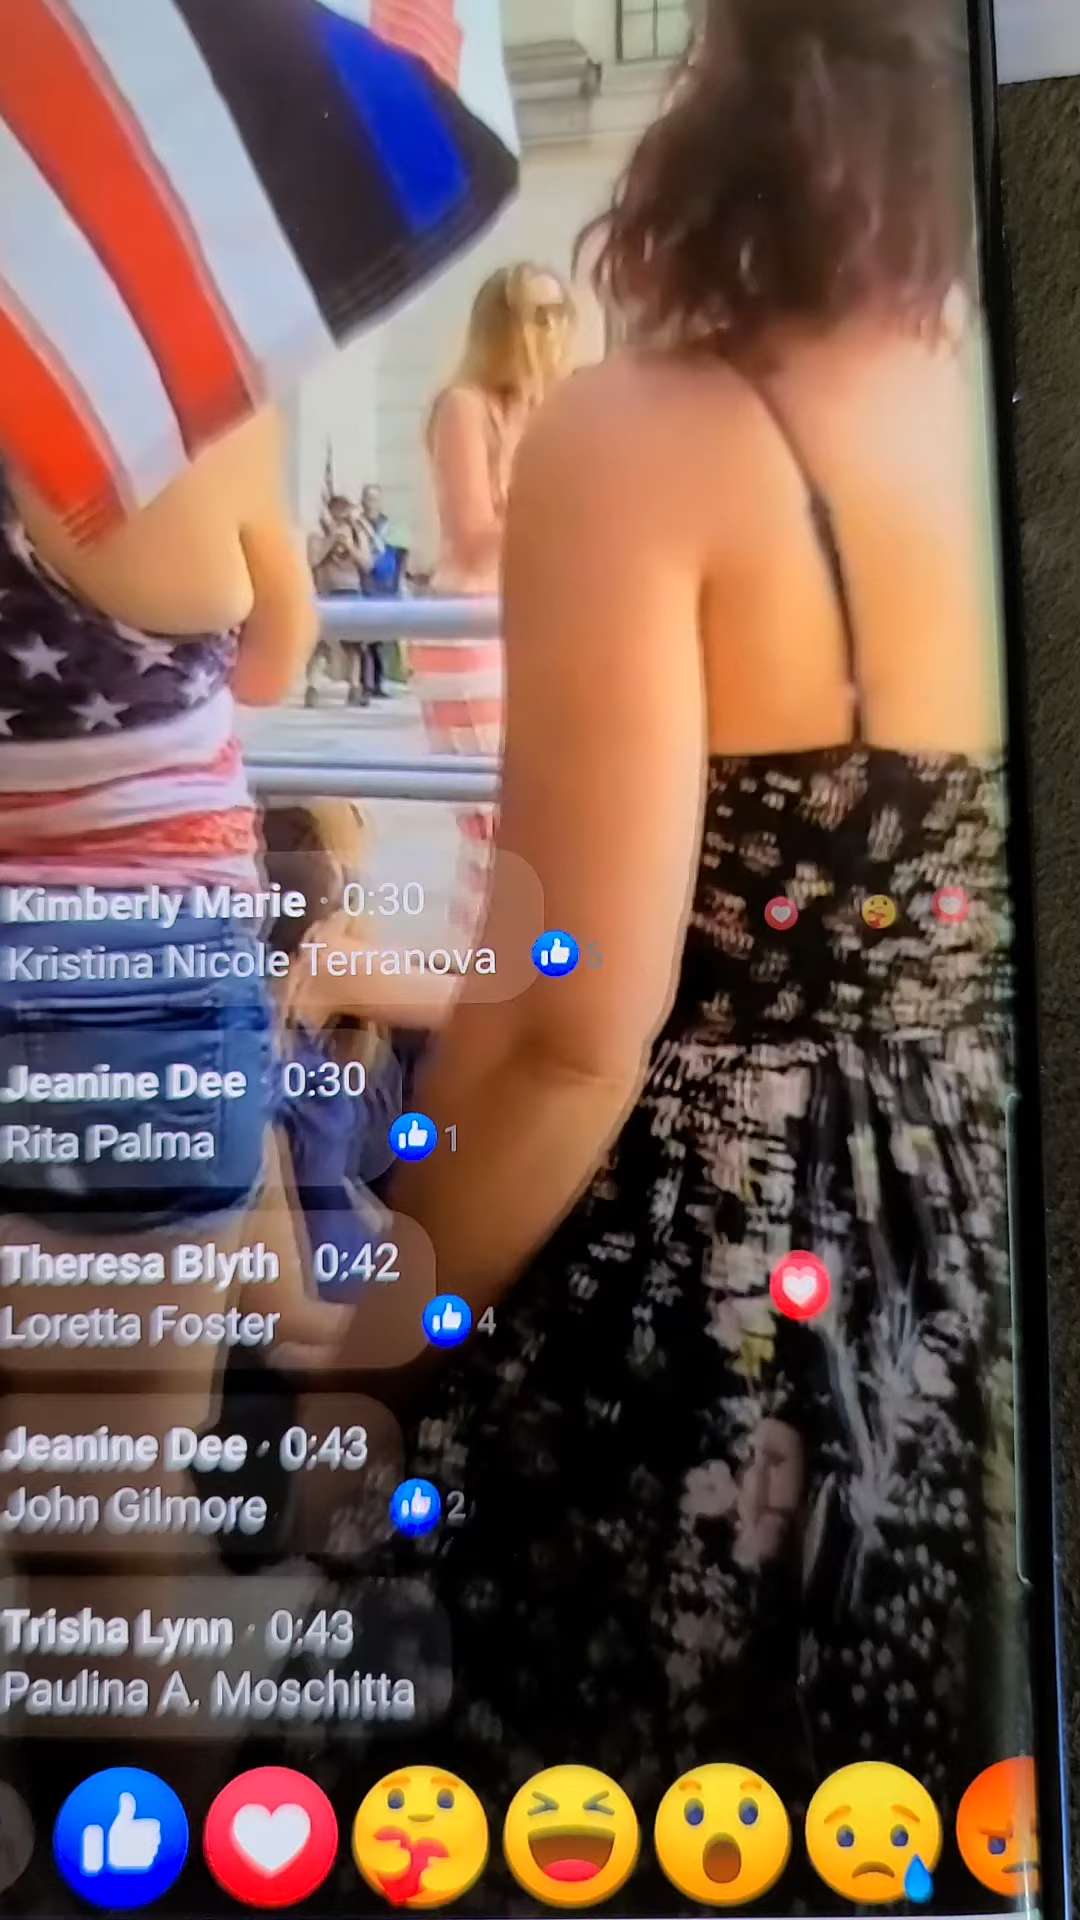 Kimberly Marie · 0:30
Kristina Nicole Terranova 5
Jeanine Dee · 0:30
Rita Palma 1
Theresa Blyth · 0:42
Loretta Foster 4
Jeanine Dee · 0:43
John Gilmore 2
Trisha Lynn · 0:43
Paulina A. Moschitta